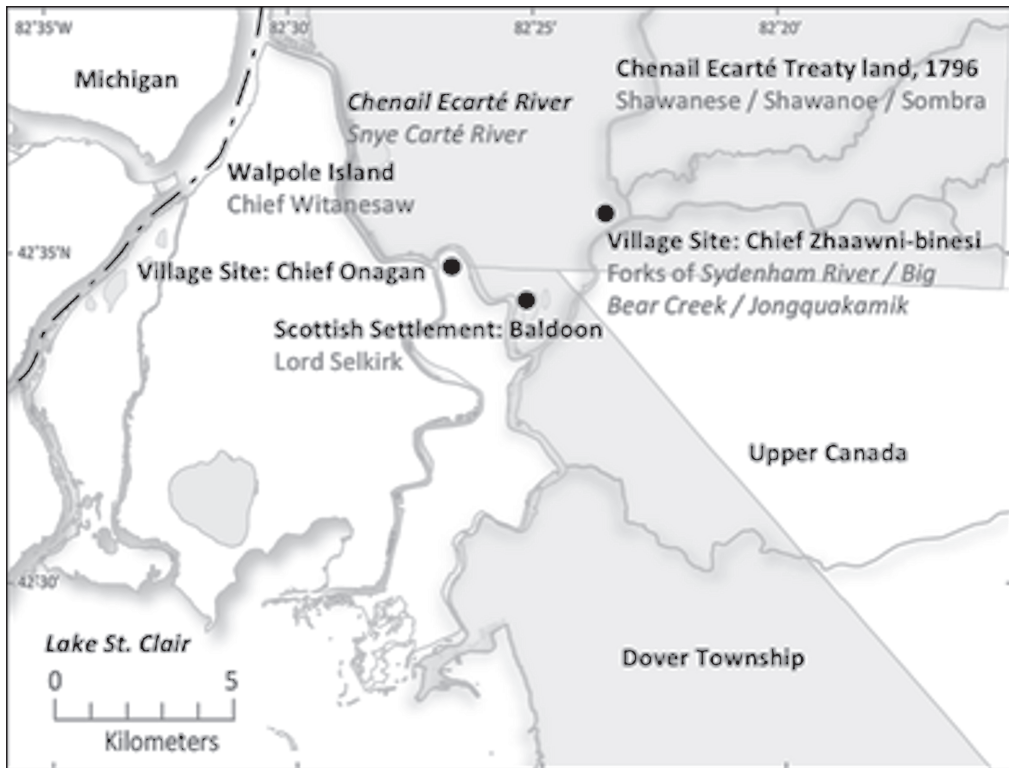 82°35'W
82°30'
82°25'
82°20'
Michigan
Chenail Ecarté Treaty land, 1796
Shawanese / Shawanoe / Sombra
Chenail Ecarté River
Snye Carté River
Walpole Island
Chief Witanesaw
42°35'N
Village Site: Chief Onagan
Village Site: Chief Zhaawni-binesi
Forks of Sydenham River / Big
Bear Creek / Jongquakamik
Scottish Settlement: Baldoon
Lord Selkirk
Upper Canada
42°30'
Lake St. Clair
Dover Township
0 5
Kilometers